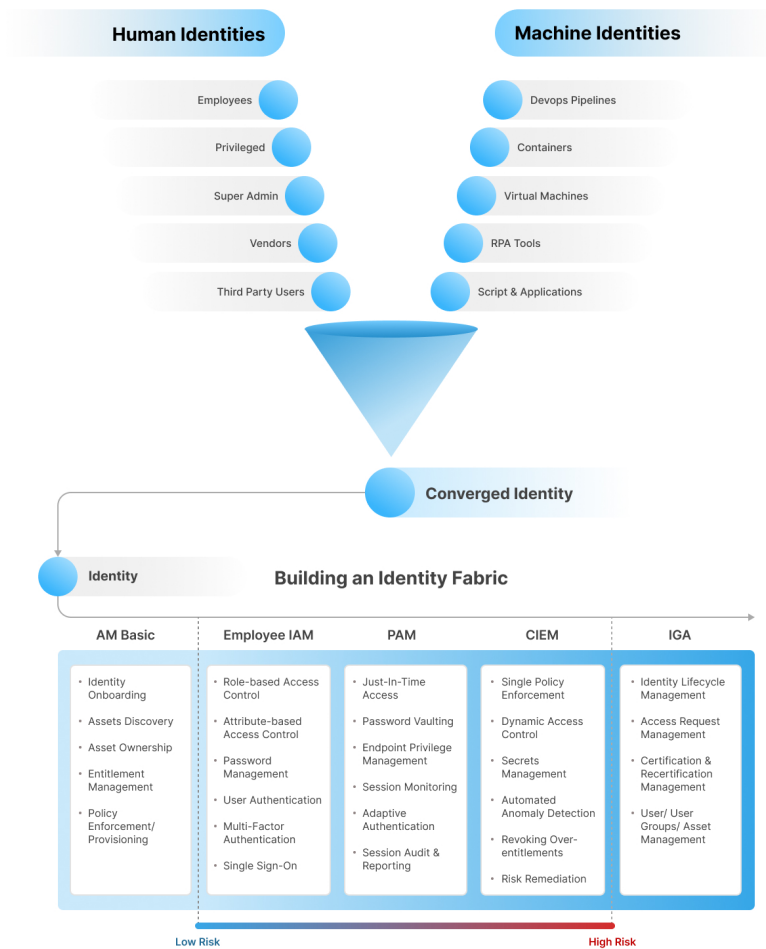 Human Identities
Machine Identities
Employees
Devops Pipelines
Privileged
Containers
Super Admin
Virtual Machines
Vendors
RPA Tools
Third Party Users
Script & Applications
Converged Identity
Identity
Building an Identity Fabric
AM Basic
Employee IAM
PAM
CIEM
IGA
• Identity
Onboarding
• Assets Discovery
• Asset Ownership
• Entitlement
Management
• Policy
Enforcement/
Provisioning
• Role-based Access
Control
• Attribute-based
Access Control
• Password
Management
• User Authentication
• Multi-Factor
Authentication
• Single Sign-On
• Just-In-Time
Access
• Password Vaulting
• Endpoint Privilege
Management
• Session Monitoring
• Adaptive
Authentication
• Session Audit &
Reporting
• Single Policy
Enforcement
• Dynamic Access
Control
• Secrets
Management
• Automated
Anomaly Detection
• Revoking Over-
entitlements
• Risk Remediation
• Identity Lifecycle
Management
• Access Request
Management
• Certification &
Recertification
Management
• User/ User
Groups/ Asset
Management
Low Risk
High Risk